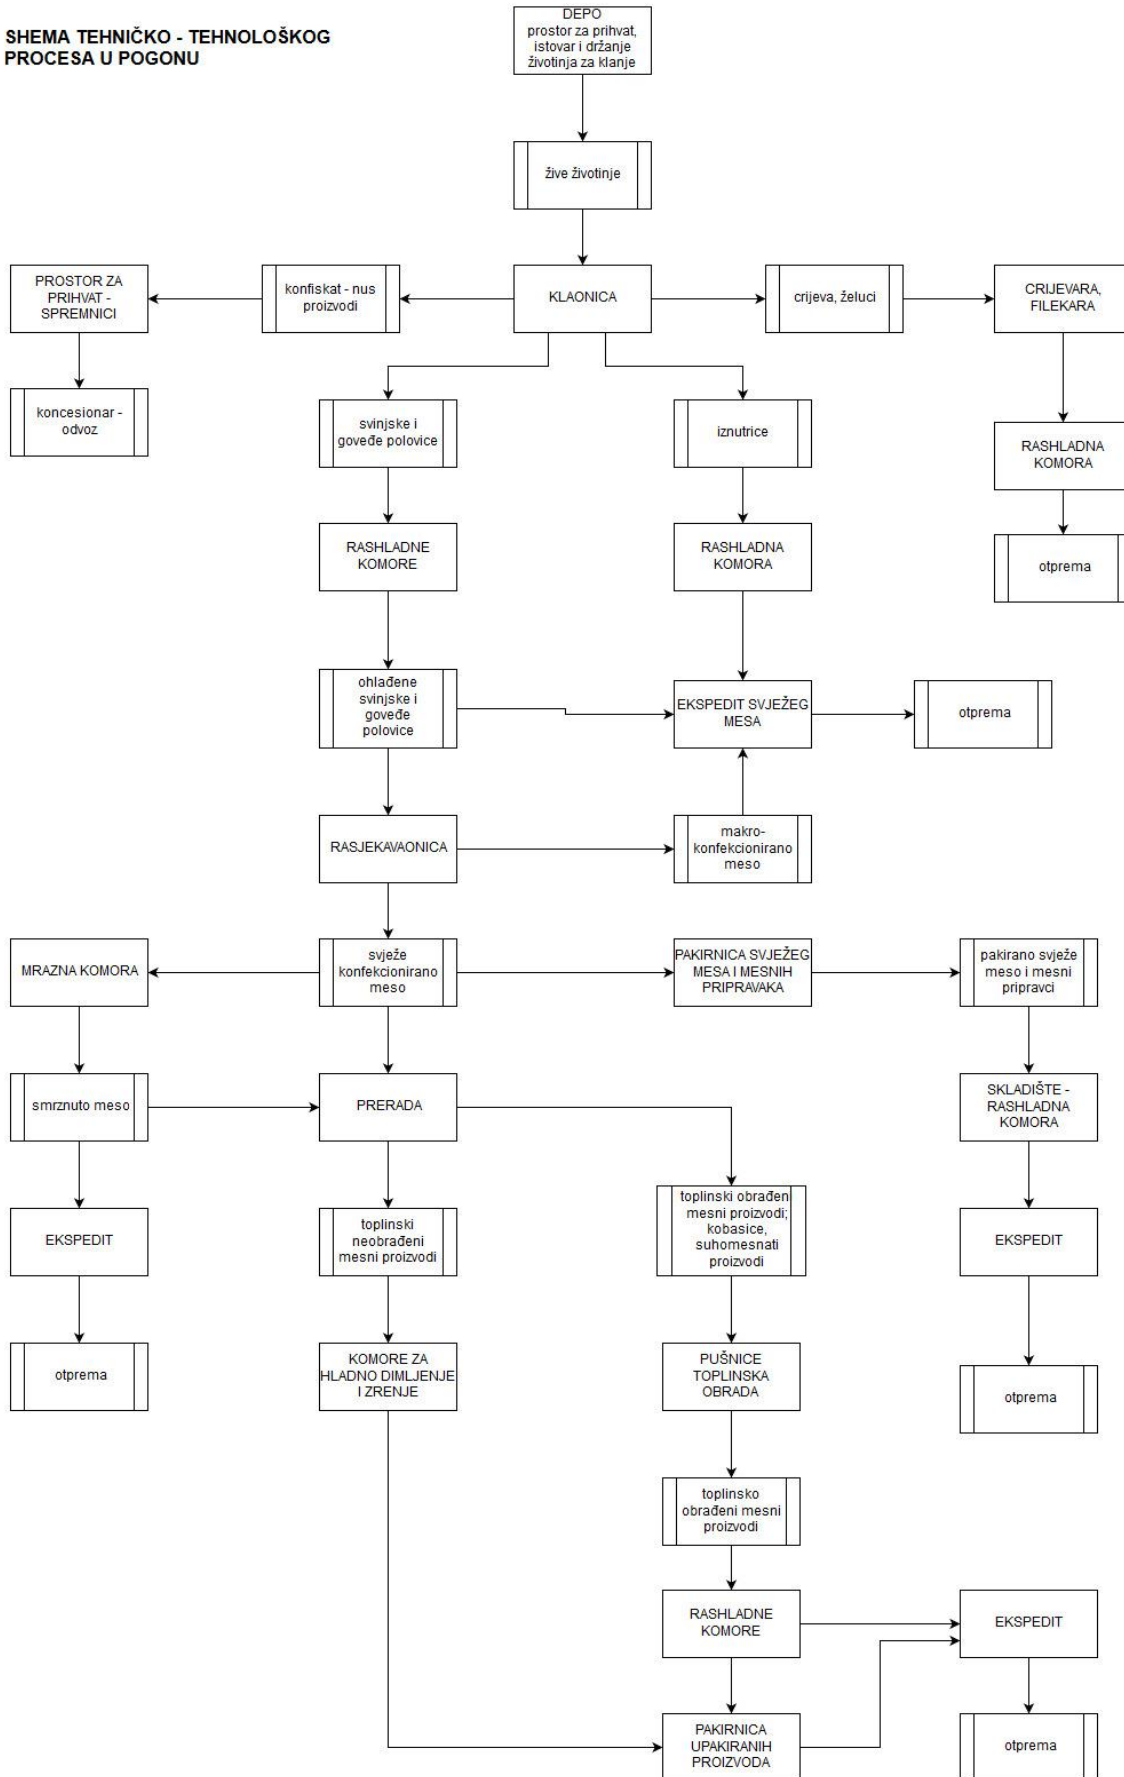 SHEMA TEHNIČKO - TEHNOLOŠKOG
PROCESA U POGONU
DEPO
prostor za prihvat,
istovar i držanje
životinja za klanje
žive životinje
PROSTOR ZA
PRIHVAT -
SPREMNICI
konfiskat - nus
proizvodi
KLAONICA
crijeva, želuci
CRIJEVARA,
FILEKARA
koncesionar -
odvoz
svinjske i
goveđe polovice
iznutrice
RASHLADNA
KOMORA
RASHLADNE
KOMORE
RASHLADNA
KOMORA
otprema
ohlađene
svinjske i
goveđe
polovice
EKSPEDIT SVJEŽEG
MESA
otprema
RASJEKAVAONICA
makro-
konfekcionirano
meso
MRAZNA KOMORA
svježe
konfekcionirano
meso
PAKIRNICA SVJEŽEG
MESA I MESNIH
PRIPRAVAKA
pakirano svježe
meso i mesni
pripravci
smrznuto meso
PRERADA
SKLADIŠTE -
RASHLADNA
KOMORA
EKSPEDIT
toplinski
neobrađeni
mesni proizvodi
toplinski obrađeni
mesni proizvodi;
kobasice,
suhomesnati
proizvodi
EKSPEDIT
otprema
KOMORE ZA
HLADNO DIMLJENJE
I ZRENJE
PUŠNICE
TOPLINSKA
OBRADA
otprema
toplinsko
obrađeni mesni
proizvodi
RASHLADNE
KOMORE
EKSPEDIT
PAKIRNICA
UPAKIRANIH
PROIZVODA
otprema